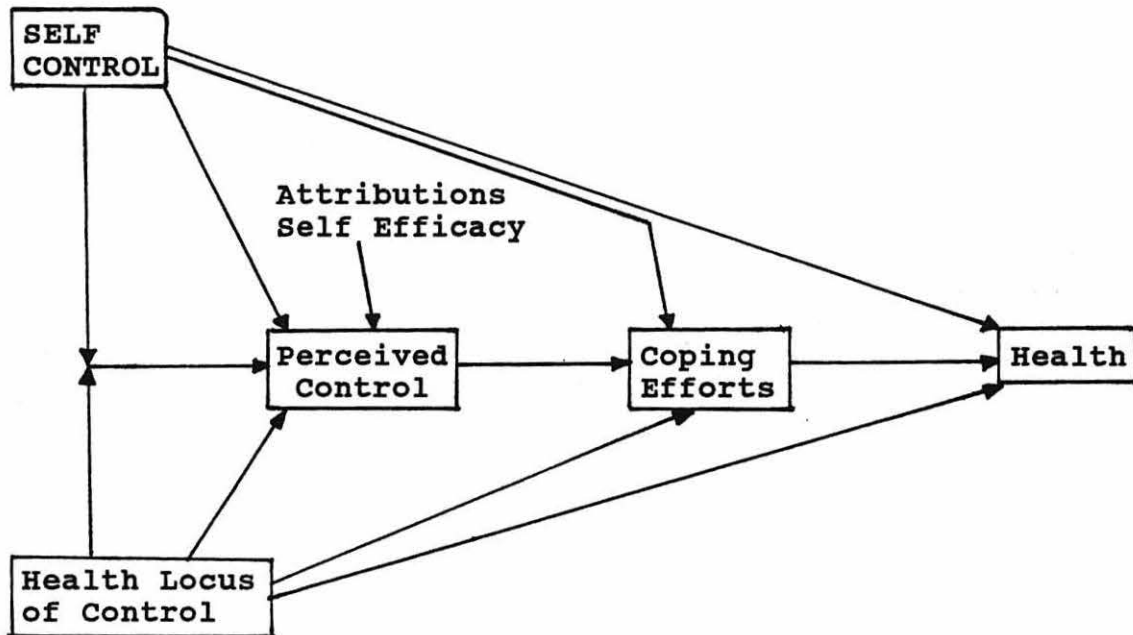 SELF
CONTROL
Attributions
Self Efficacy
Perceived
Control
Coping
Efforts
Health
Health Locus
of Control